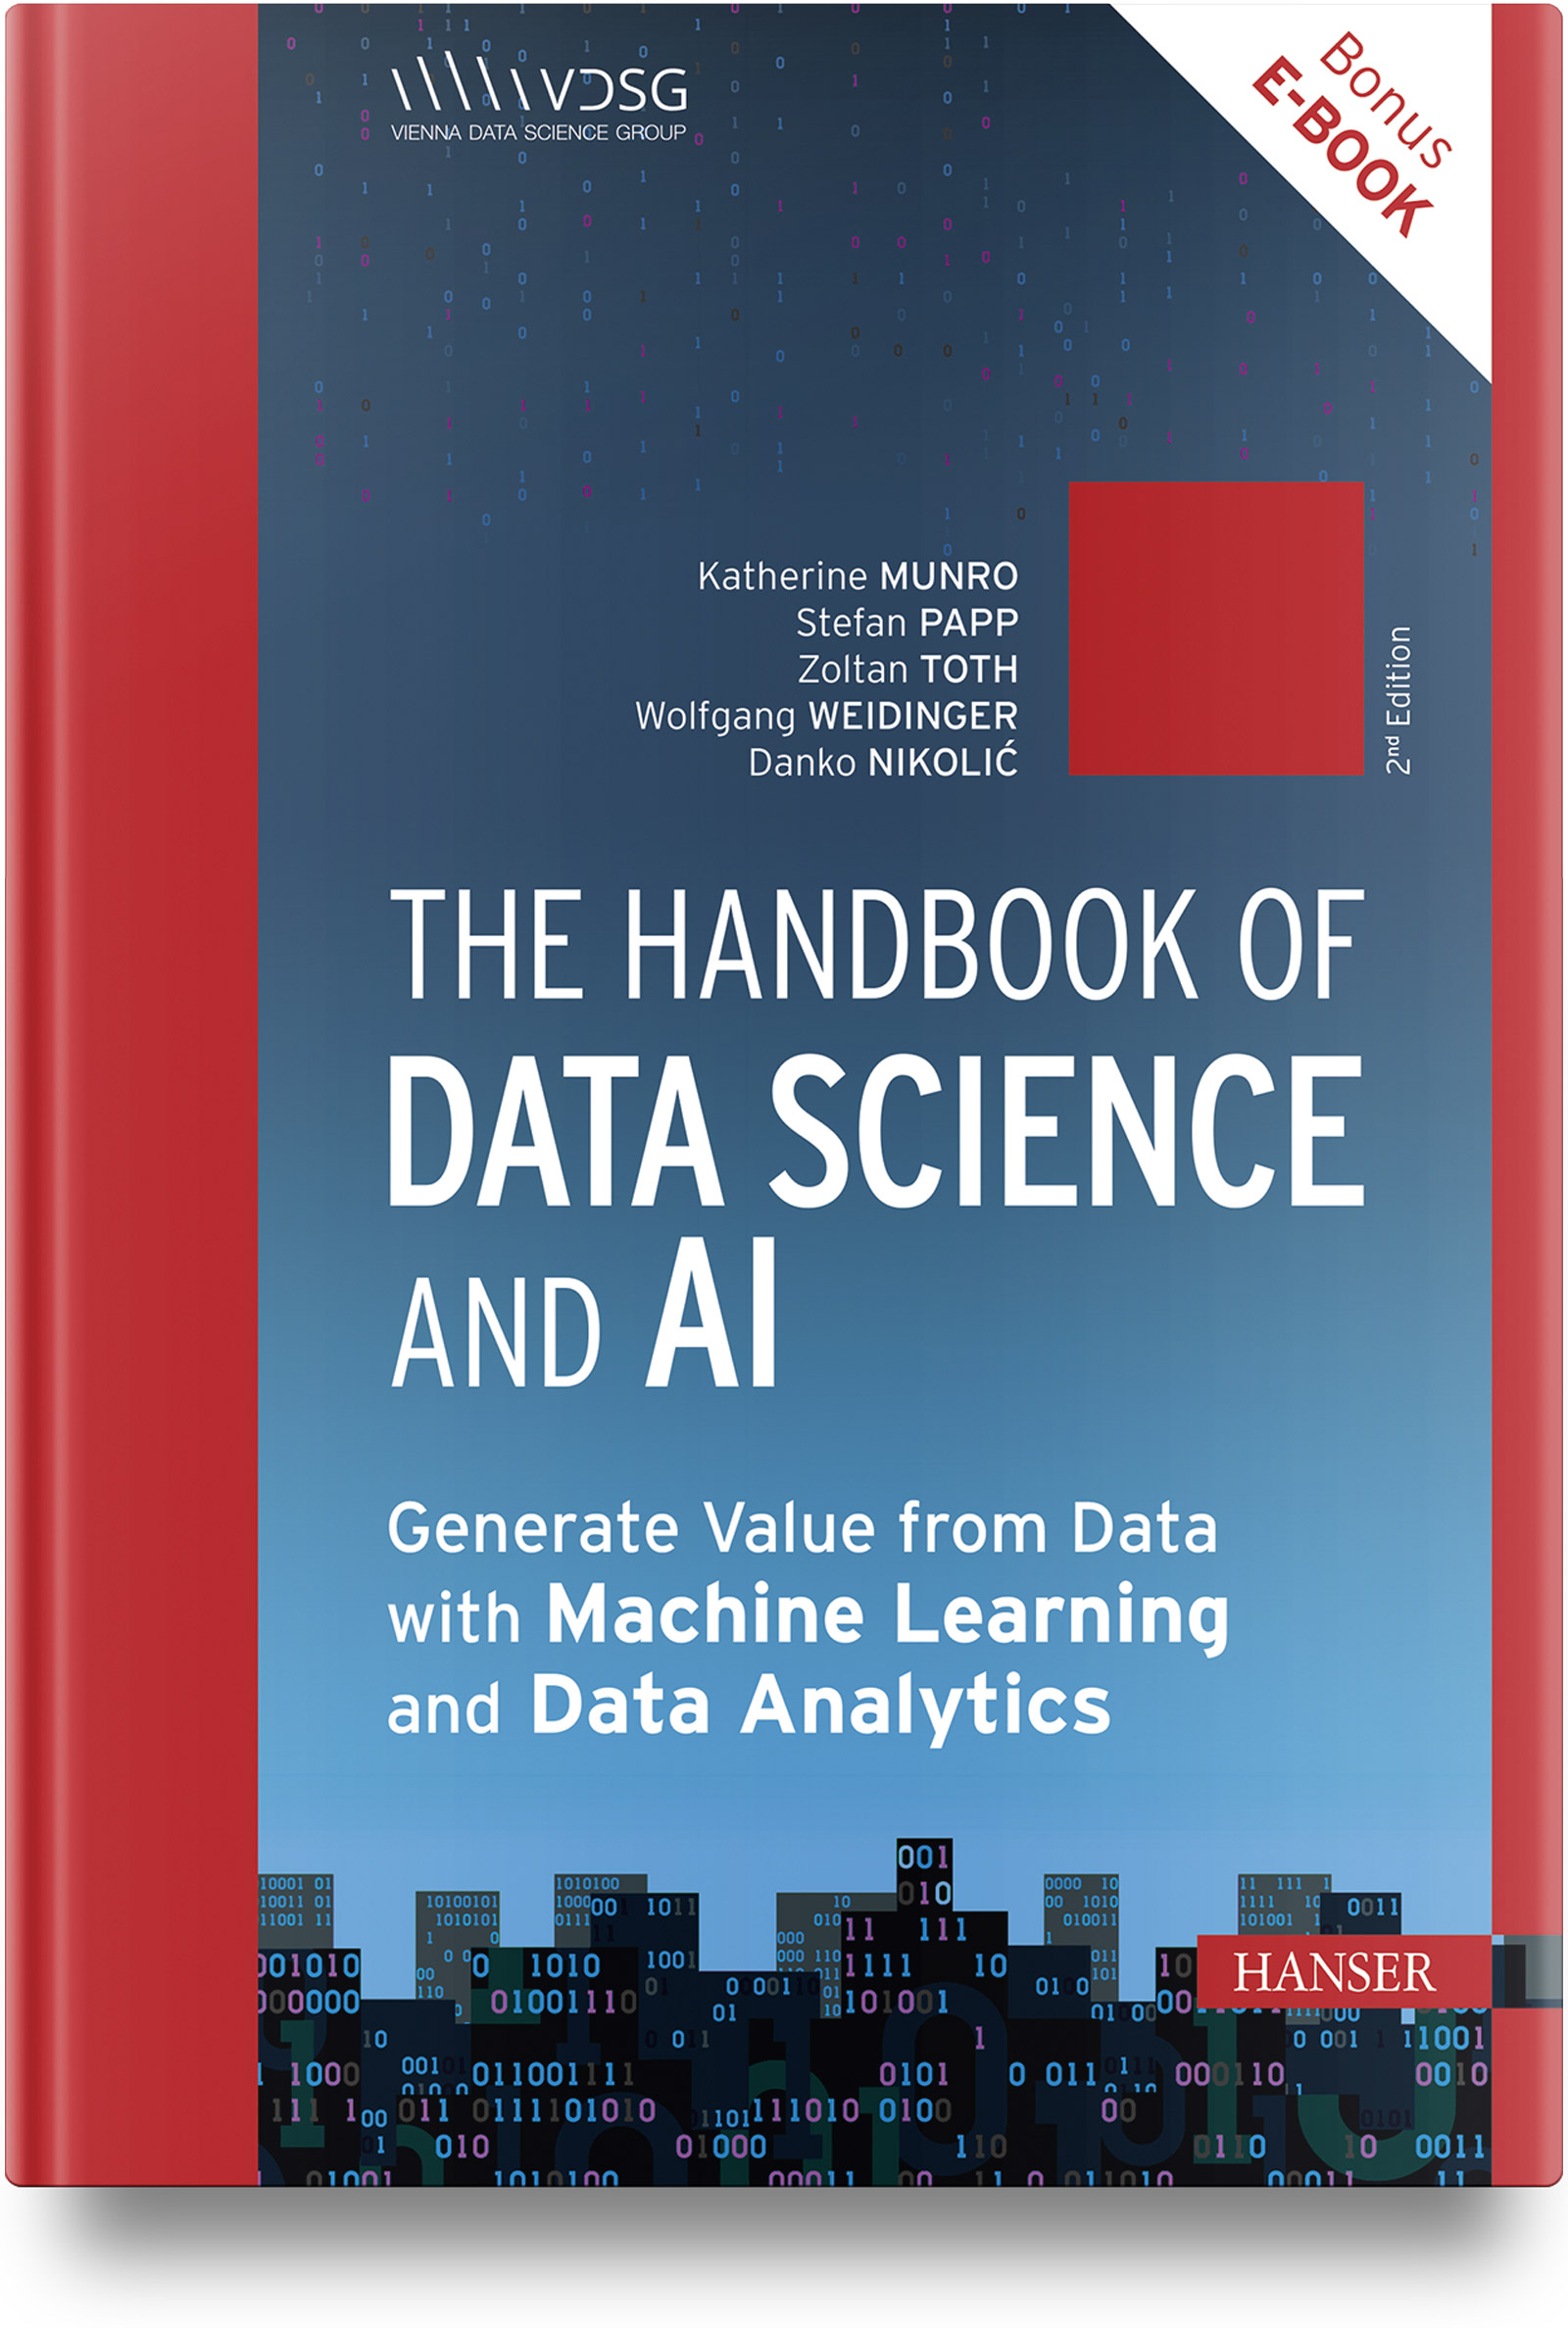 VDSG
VIENNA DATA SCIENCE GROUP
Bonus
E-BOOK
Katherine MUNRO
Stefan PAPP
Zoltan TOTH
Wolfgang WEIDINGER
Danko NIKOLIĆ
2nd Edition
THE HANDBOOK OF
DATA SCIENCE
AND AI
Generate Value from Data
with Machine Learning
and Data Analytics
HANSER